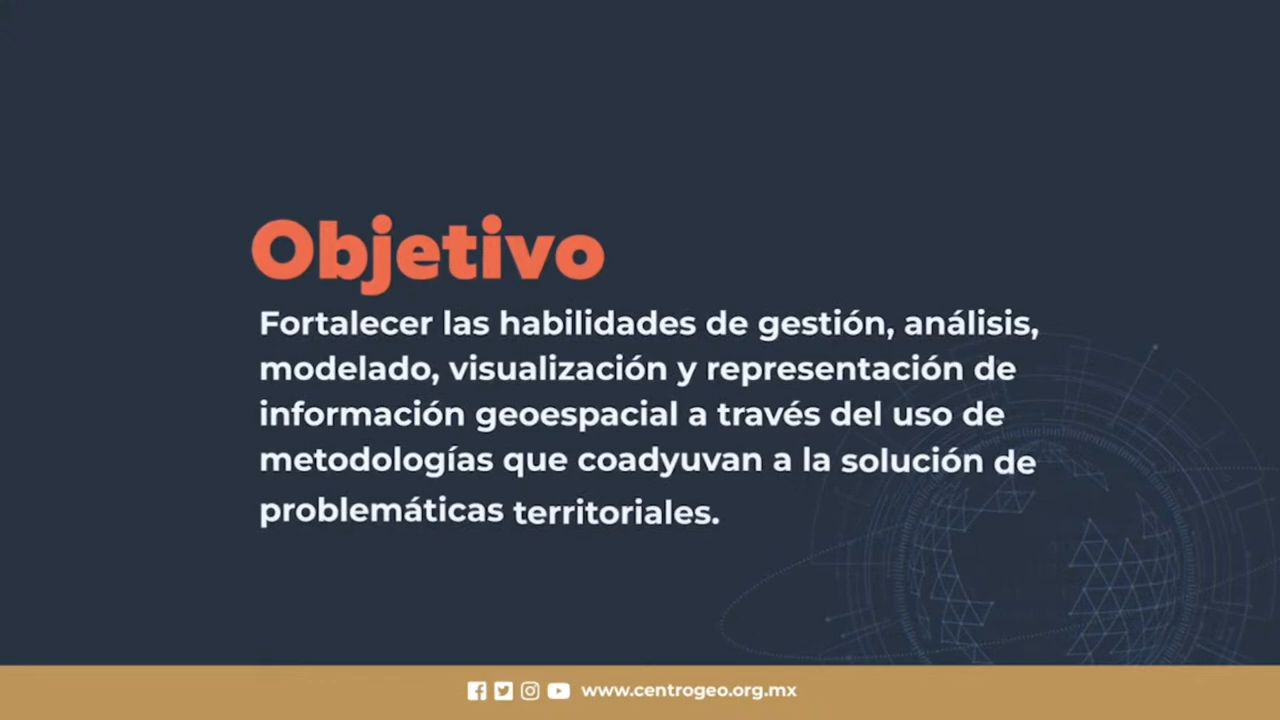 Objetivo
Fortalecer las habilidades de gestión, análisis,
modelado, visualización y representación de
información geoespacial a través del uso de
metodologías que coadyuvan a la solución de
problemáticas territoriales.
www.centrogeo.org.mx